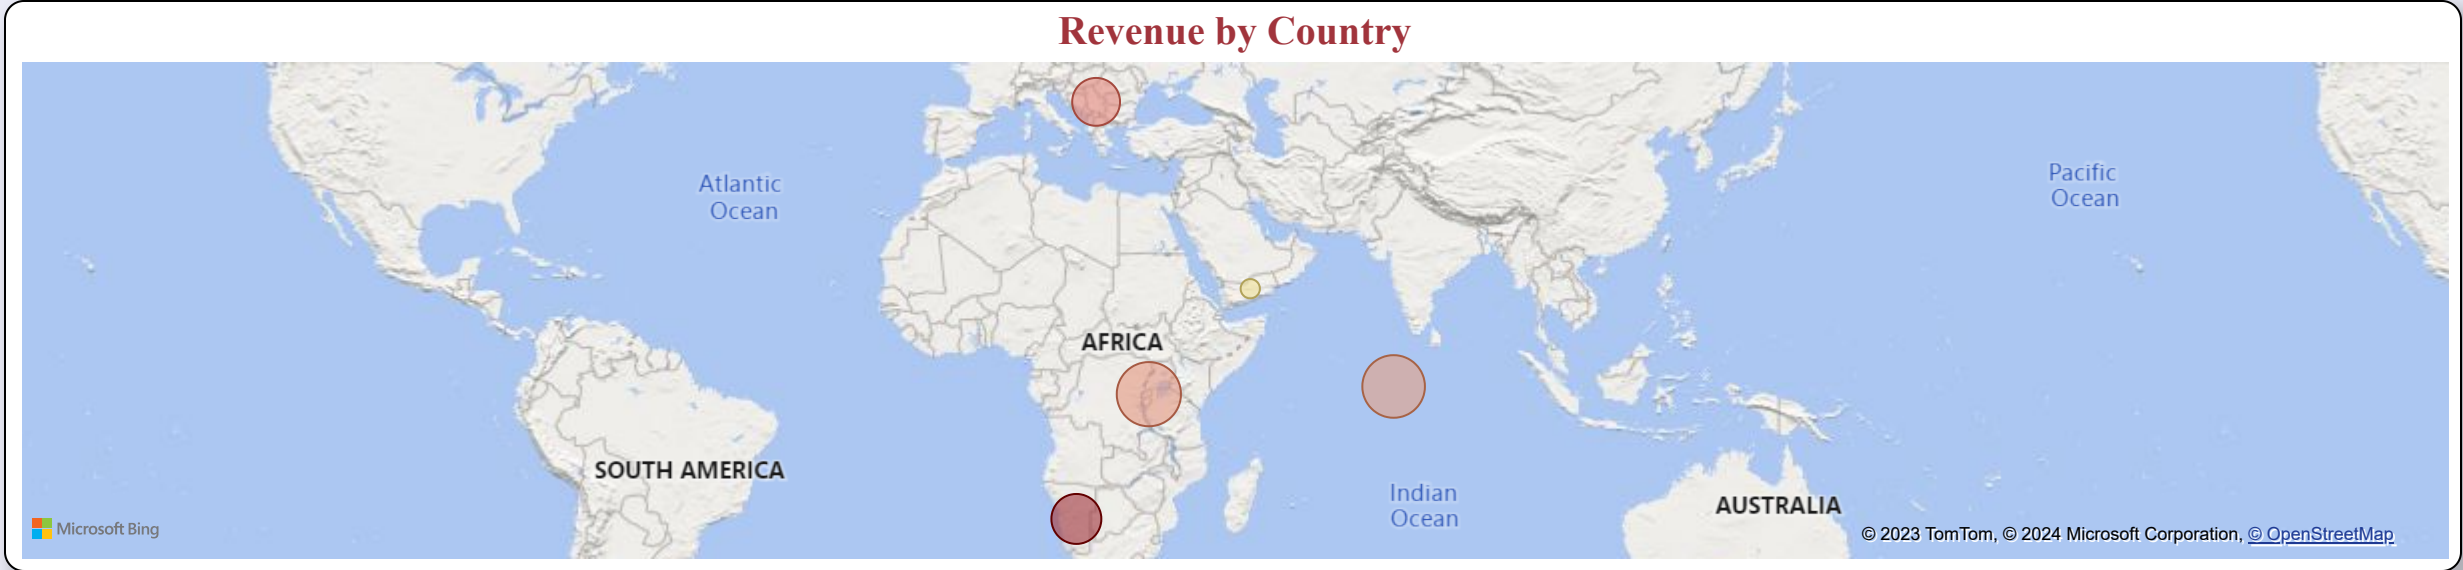 Revenue by Country
Atlantic
Ocean
Pacific
Ocean
AFRICA
SOUTH AMERICA
Indian
Ocean
AUSTRALIA
Microsoft Bing
© 2023 TomTom, © 2024 Microsoft Corporation, © OpenStreetMap